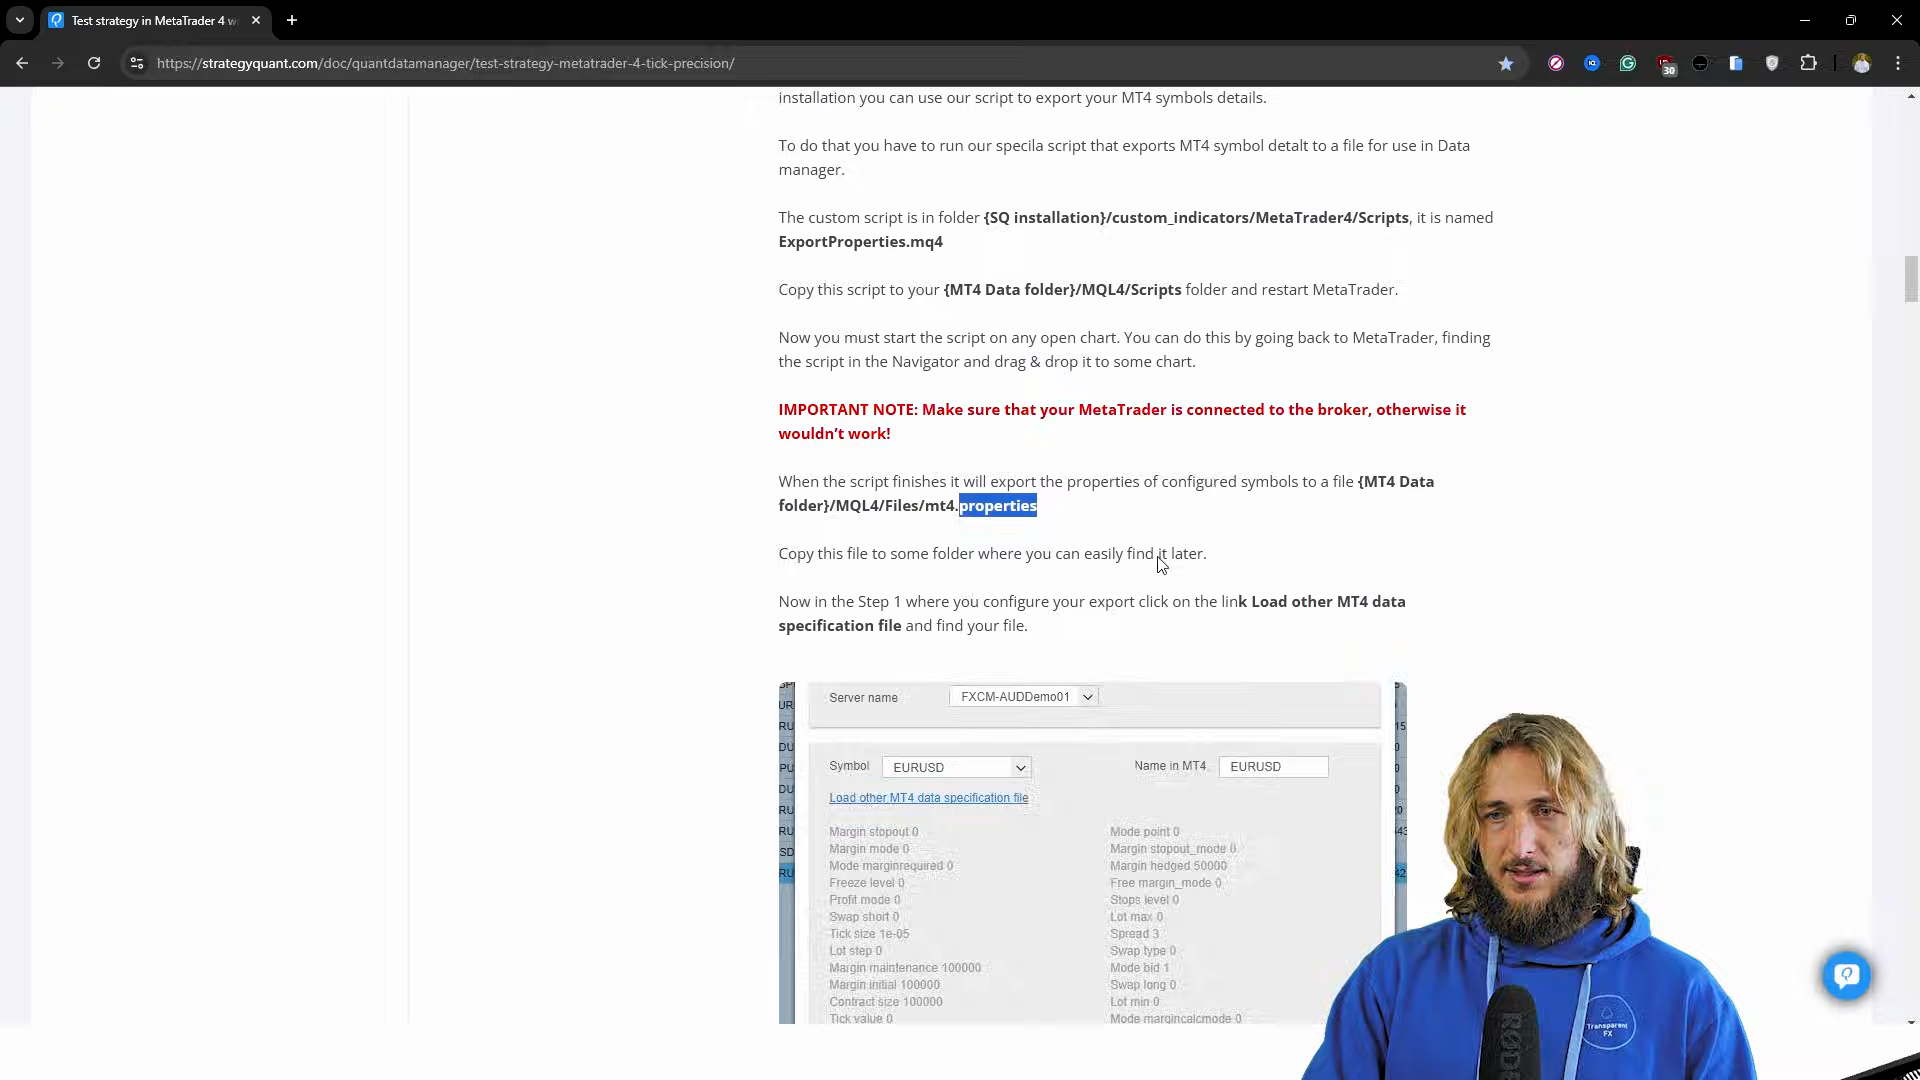 Test strategy in MetaTrader 4 w
https://strategyquant.com/doc/quantdatamanager/test-strategy-metatrader-4-tick-precision/
30
installation you can use our script to export your MT4 symbols details.
To do that you have to run our specila script that exports MT4 symbol detalt to a file for use in Data
manager.
The custom script is in folder {SQ installation}/custom_indicators/MetaTrader4/Scripts, it is named
ExportProperties.mq4
Copy this script to your {MT4 Data folder}/MQL4/Scripts folder and restart MetaTrader.
Now you must start the script on any open chart. You can do this by going back to MetaTrader, finding
the script in the Navigator and drag & drop it to some chart.
IMPORTANT NOTE: Make sure that your MetaTrader is connected to the broker, otherwise it
wouldn't work!
When the script finishes it will export the properties of configured symbols to a file {MT4 Data
folder}/MQL4/Files/mt4.properties
Copy this file to some folder where you can easily find it later.
Now in the Step 1 where you configure your export click on the link Load other MT4 data
specification file and find your file.
Server name FXCM-AUDDemo01
Symbol EURUSD Name in MT4 EURUSD
Load other MT4 data specification file
Margin stopout 0 Mode point 0
Margin mode 0 Margin stopout_mode 0
Mode marginrequired 0 Margin hedged 50000
Freeze level 0 Free margin_mode 0
Profit mode 0 Stops level 0
Swap short 0 Lot max 0
Tick size 1e-05 Spread 3
Lot step 0 Swap type 0
Margin maintenance 100000 Mode bid 1
Margin initial 100000 Swap long 0
Contract size 100000 Lot min 0
Tick value 0 Mode margincalcmode 0
Transparent
FX
RØDE